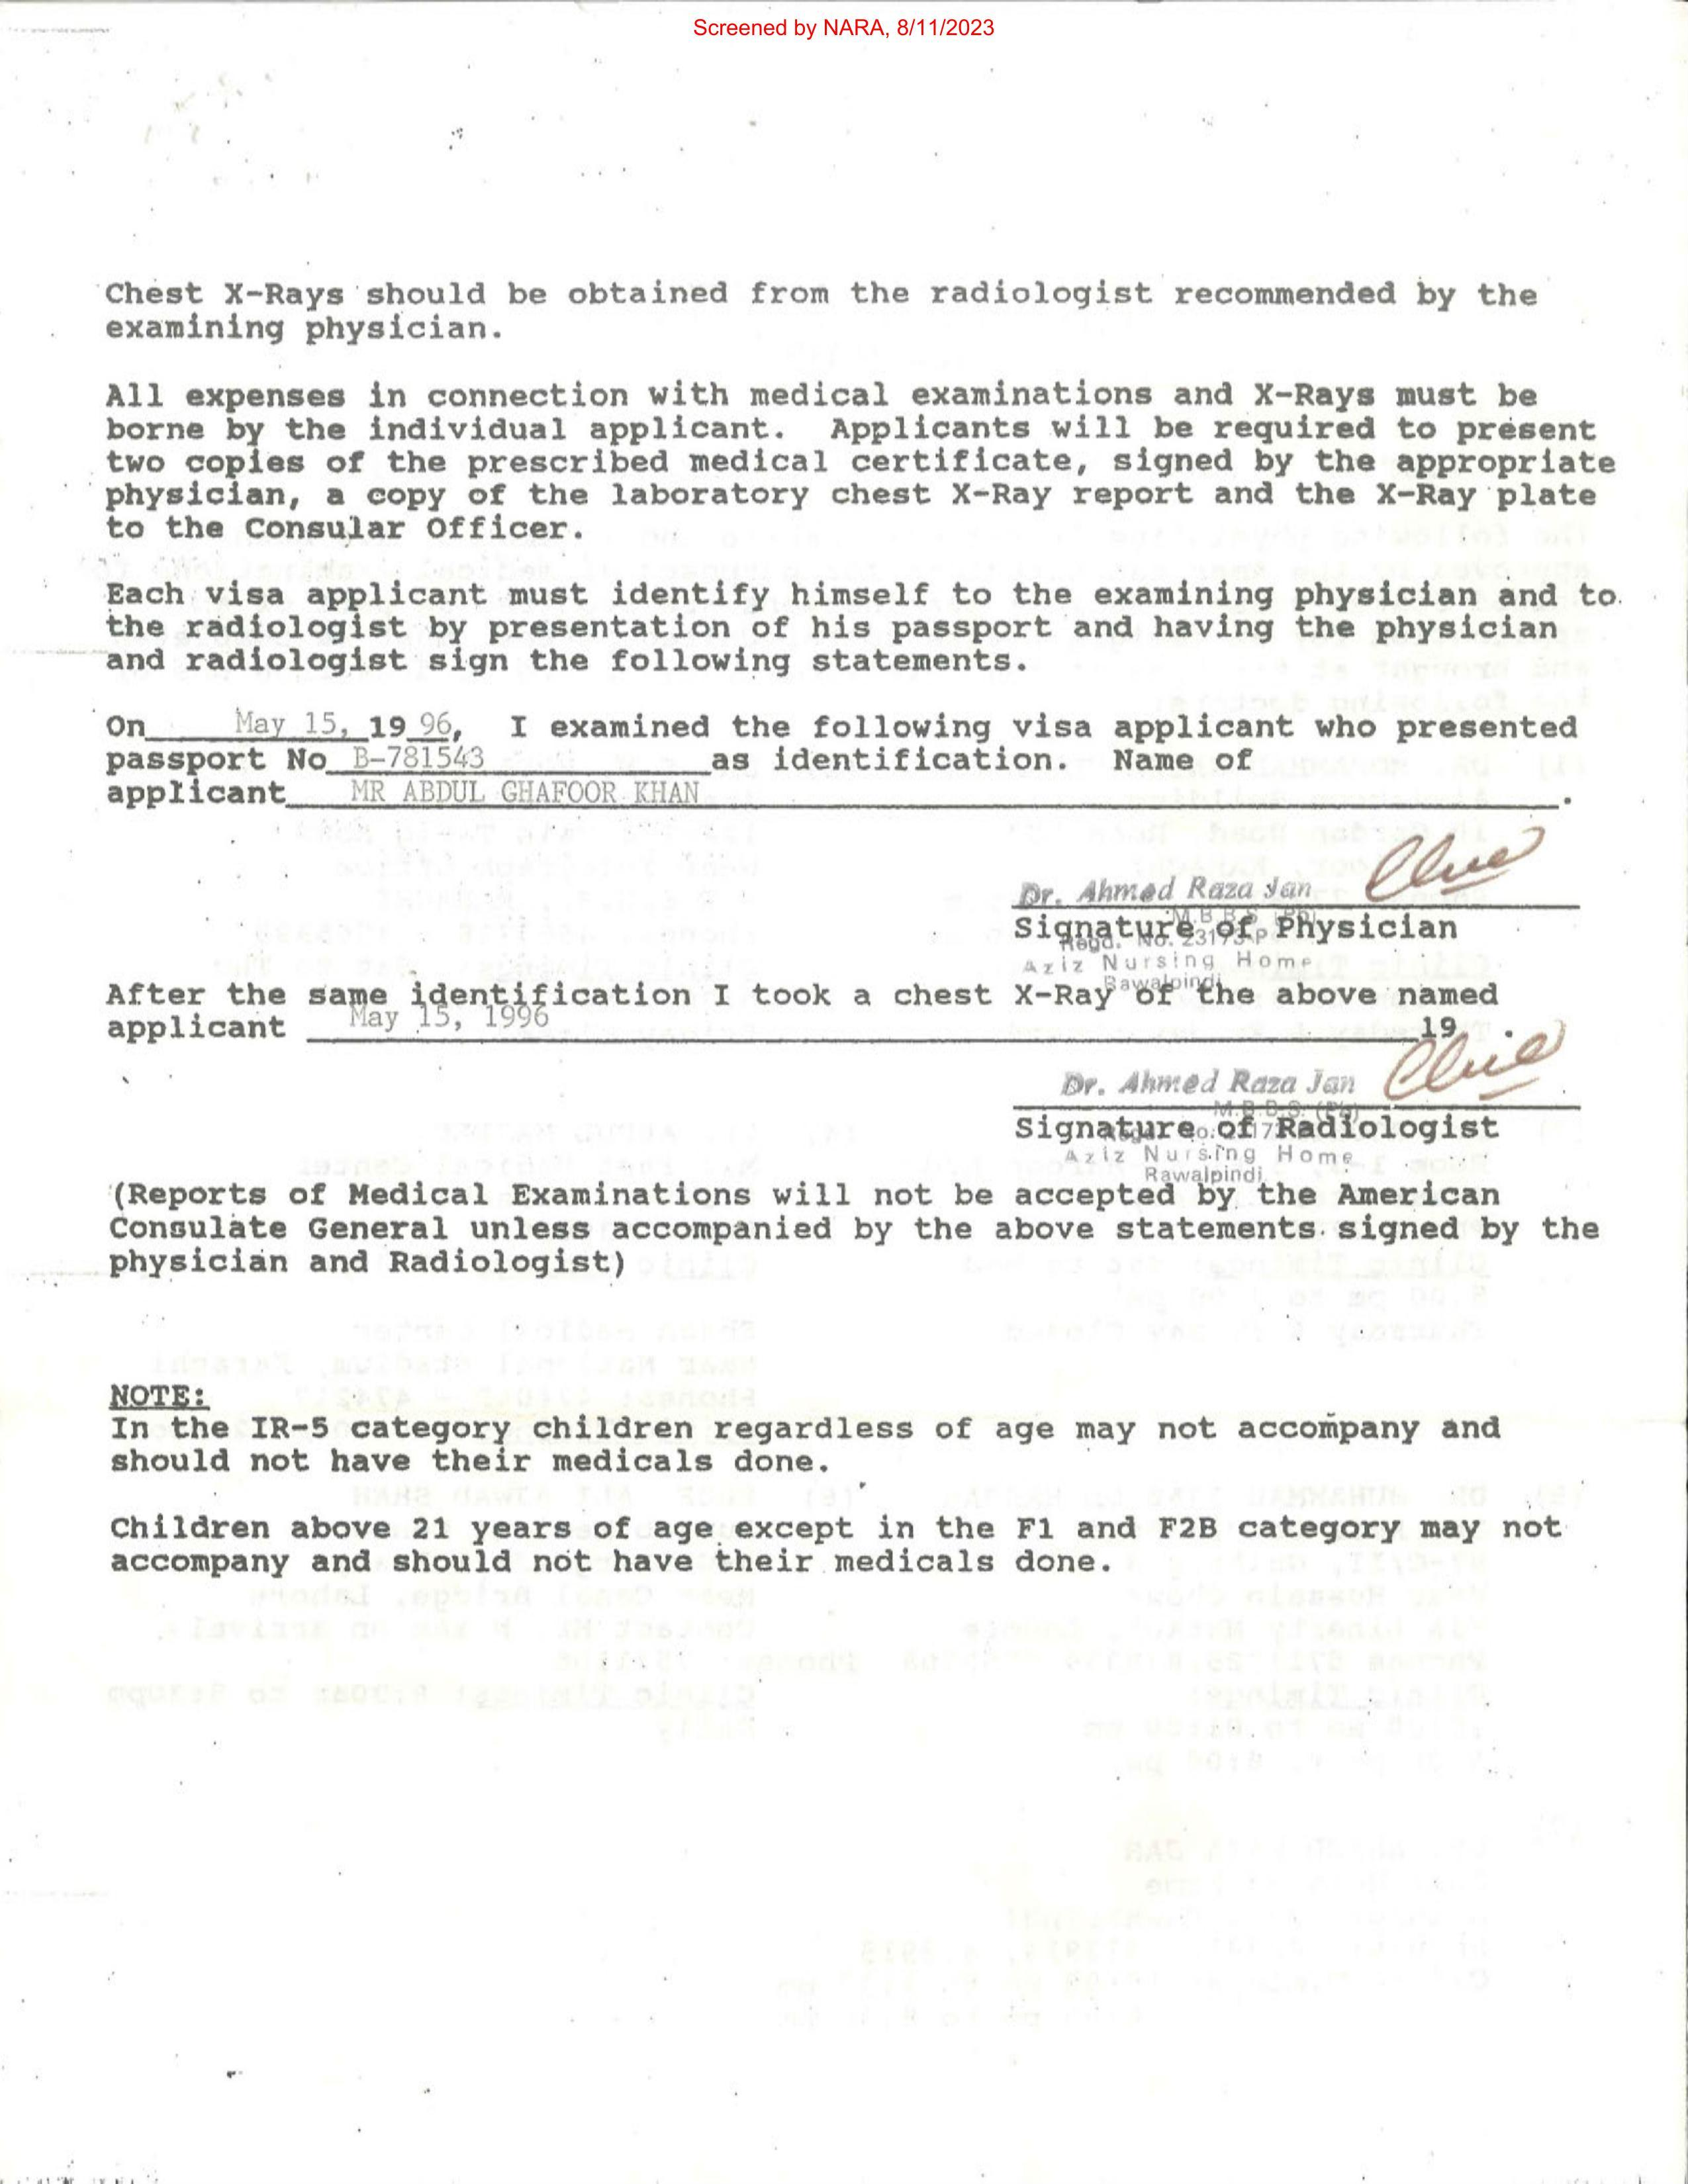 Screened by NARA, 8/11/2023
Chest X-Rays should be obtained from the radiologist recommended by the
examining physician.
All expenses in connection with medical examinations and X-Rays must be
borne by the individual applicant. Applicants will be required to present
two copies of the prescribed medical certificate, signed by the appropriate
physician, a copy of the laboratory chest X-Ray report and the X-Ray plate
to the Consular Officer.
Each visa applicant must identify himself to the examining physician and to
the radiologist by presentation of his passport and having the physician
and radiologist sign the following statements.
On May 15, 19 96, I examined the following visa applicant who presented
passport No B-781543 as identification. Name of
applicant MR ABDUL GHAFOOR KHAN.
Dr. Ahmed Raza Jan
M.B.B.S. (Pb)
Signature of Physician
Regd. No. 23173-P
Aziz Nursing Home
Rawalpindi
After the same identification I took a chest X-Ray of the above named
applicant May 15, 1996 19 .
Dr. Ahmed Raza Jan
M.B.B.S. (Pb)
Signature of Radiologist
Aziz Nursing Home
Rawalpindi
(Reports of Medical Examinations will not be accepted by the American
Consulate General unless accompanied by the above statements signed by the
physician and Radiologist)
NOTE:
In the IR-5 category children regardless of age may not accompany and
should not have their medicals done.
Children above 21 years of age except in the F1 and F2B category may not
accompany and should not have their medicals done.